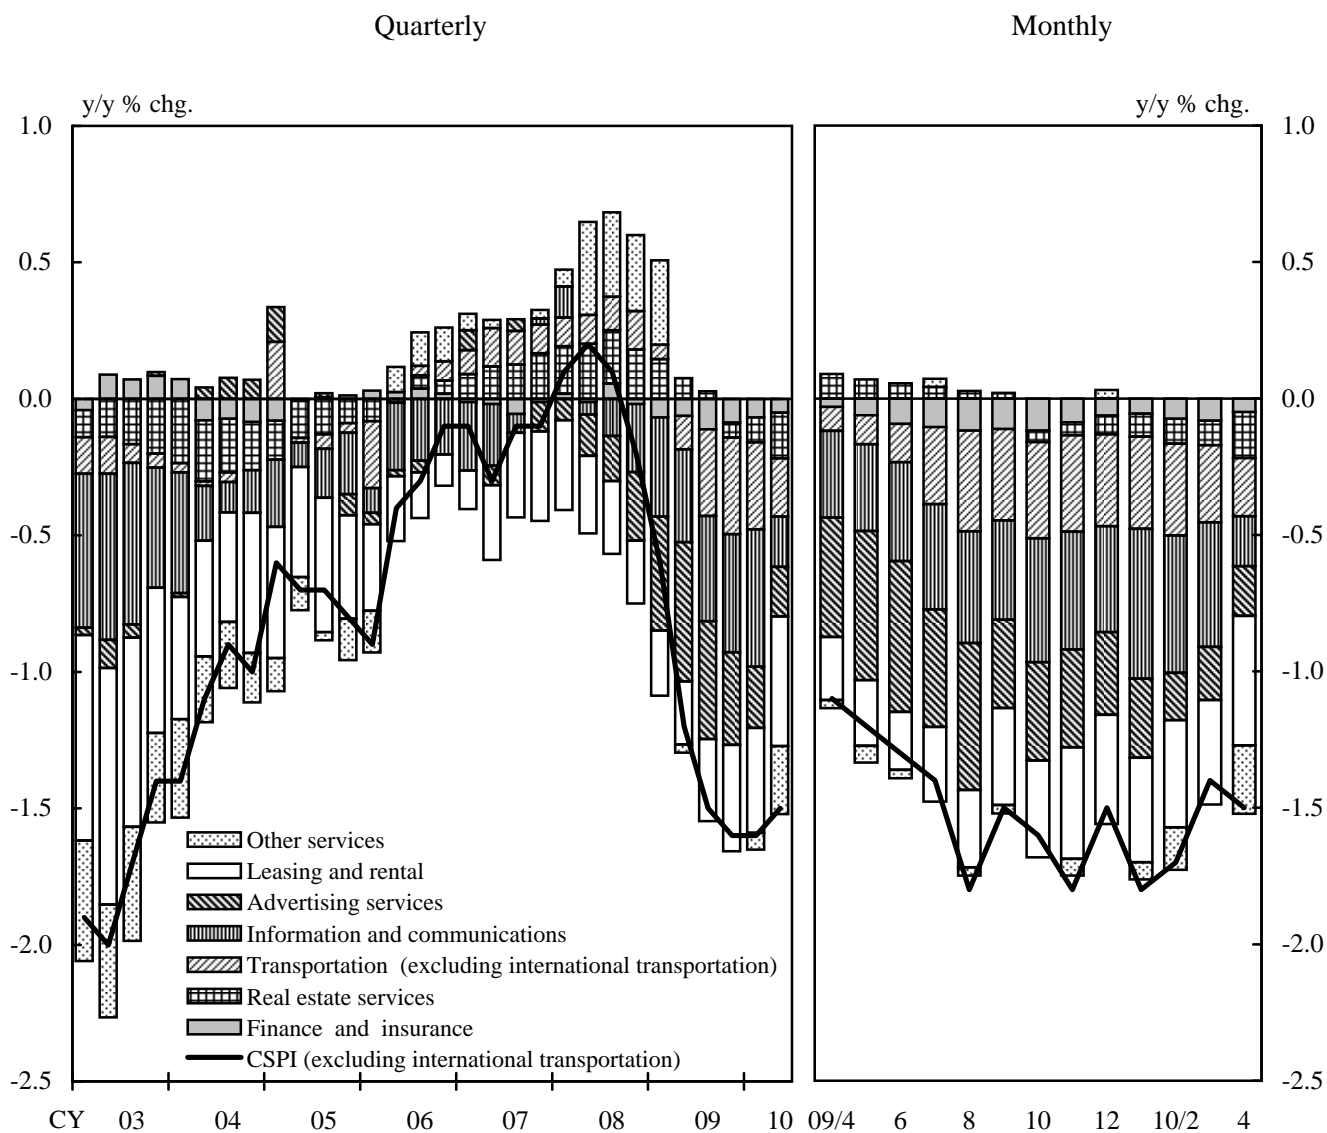 Quarterly
Monthly
y/y % chg.
y/y % chg.
1.0
0.5
0.0
-0.5
-1.0
-1.5
-2.0
-2.5
1.0
0.5
0.0
-0.5
-1.0
-1.5
-2.0
-2.5
Other services
Leasing and rental
Advertising services
Information and communications
Transportation (excluding international transportation)
Real estate services
Finance and insurance
CSPI (excluding international transportation)
CY 03 04 05 06 07 08 09 10
09/4 6 8 10 12 10/2 4